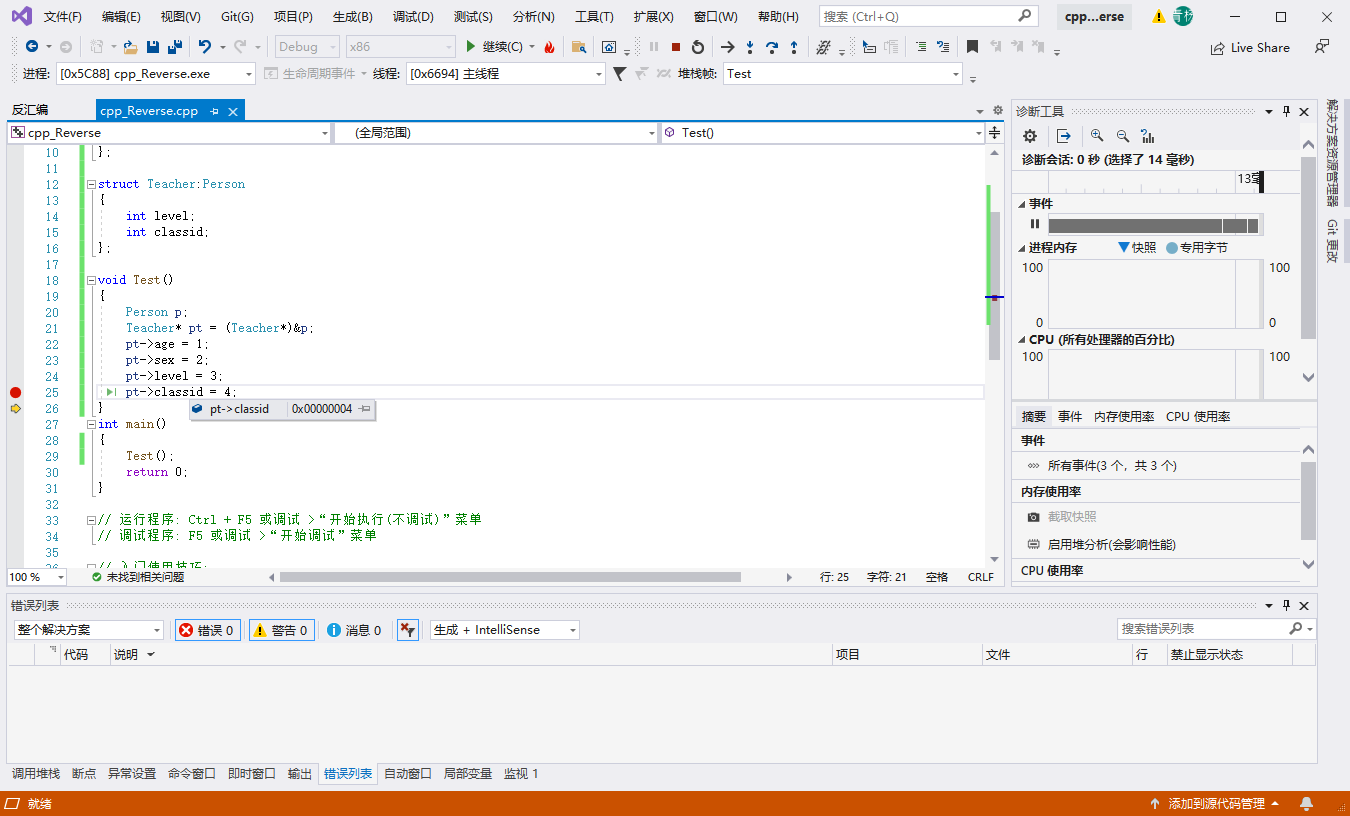 文件(F) 编辑(E) 视图(V) Git(G) 项目(P) 生成(B) 调试(D) 测试(S) 分析(N) 工具(T) 扩展(X) 窗口(W) 帮助(H) 搜索 (Ctrl+Q) cpp...erse 青杉
Debug x86 继续(C) Live Share
进程: [0x5C88] cpp_Reverse.exe 生命周期事件 线程: [0x6694] 主线程 堆栈帧: Test
反汇编 cpp_Reverse.cpp
cpp_Reverse (全局范围) Test()
10 };
11
12 struct Teacher:Person
13 {
14 int level;
15 int classid;
16 };
17
18 void Test()
19 {
20 Person p;
21 Teacher* pt = (Teacher*)&p;
22 pt->age = 1;
23 pt->sex = 2;
24 pt->level = 3;
25 pt->classid = 4;
26 }
pt->classid 0x00000004
27 int main()
28 {
29 Test();
30 return 0;
31 }
32
33 // 运行程序: Ctrl + F5 或调试 >“开始执行(不调试)”菜单
34 // 调试程序: F5 或调试 >“开始调试”菜单
35
36 // 入门使用技巧:
100 % 未找到相关问题 行: 25 字符: 21 空格 CRLF
诊断工具
诊断会话: 0 秒 (选择了 14 毫秒)
13毫
事件
进程内存 快照 专用字节
100 100
0 0
CPU (所有处理器的百分比)
100 100
摘要 事件 内存使用率 CPU 使用率
事件
所有事件(3 个，共 3 个)
内存使用率
截取快照
启用堆分析(会影响性能)
CPU 使用率
解决方案资源管理器
Git 更改
错误列表
整个解决方案 错误 0 警告 0 消息 0 生成 + IntelliSense 搜索错误列表
代码 说明 项目 文件 行 禁止显示状态
调用堆栈 断点 异常设置 命令窗口 即时窗口 输出 错误列表 自动窗口 局部变量 监视 1
就绪 添加到源代码管理